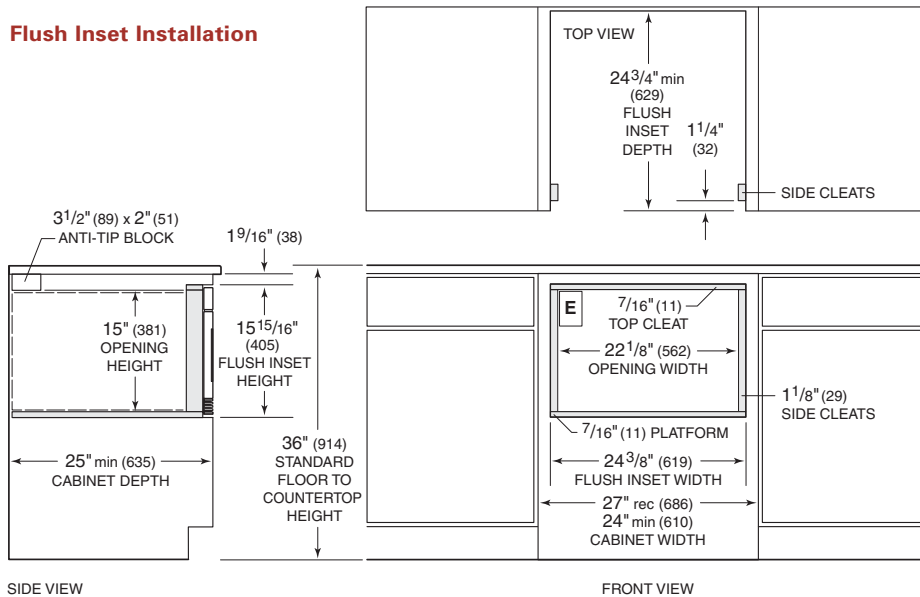 Flush Inset Installation
TOP VIEW
24 3/4" min
(629)
FLUSH
INSET
DEPTH
1 1/4"
(32)
SIDE CLEATS
3 1/2" (89) x 2" (51)
ANTI-TIP BLOCK
1 9/16" (38)
15" (381)
OPENING
HEIGHT
15 15/16"
(405)
FLUSH INSET
HEIGHT
25" min (635)
CABINET DEPTH
36" (914)
STANDARD
FLOOR TO
COUNTERTOP
HEIGHT
E
7/16" (11)
TOP CLEAT
22 1/8" (562)
OPENING WIDTH
1 1/8" (29)
SIDE CLEATS
7/16" (11) PLATFORM
24 3/8" (619)
FLUSH INSET WIDTH
27" rec (686)
24" min (610)
CABINET WIDTH
SIDE VIEW
FRONT VIEW